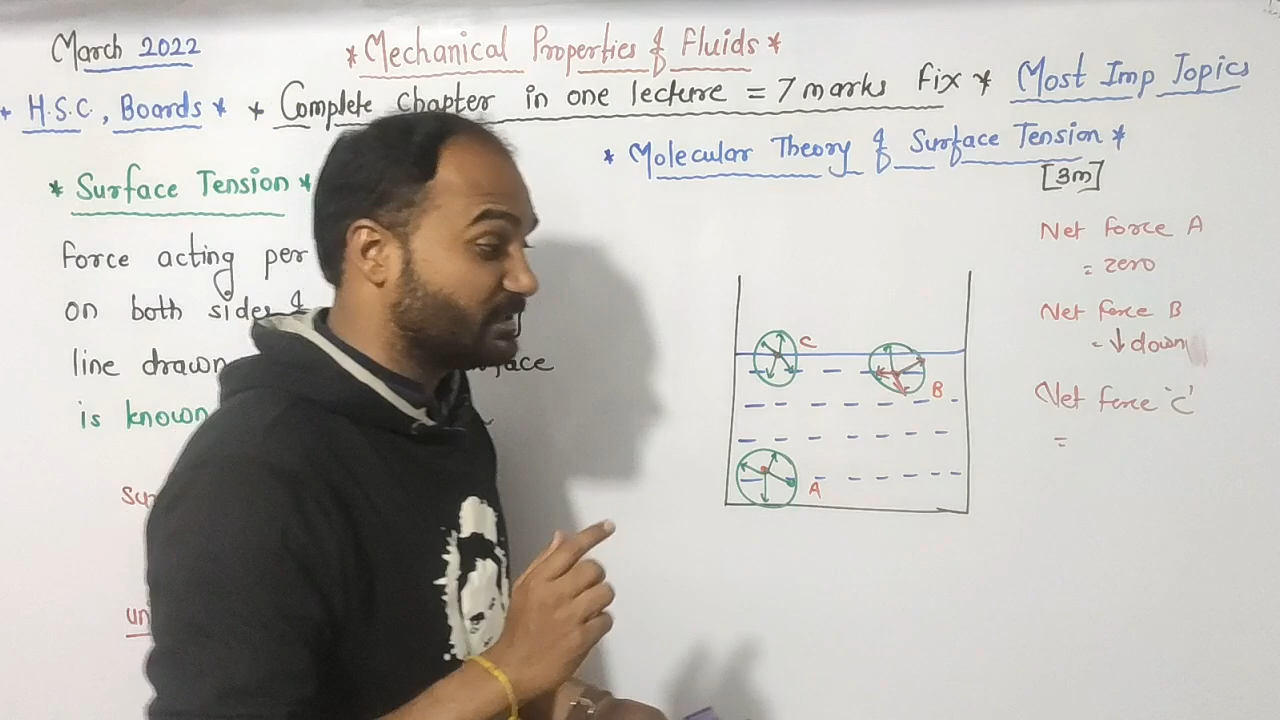 March 2022
*Mechanical Properties of Fluids*
* H.S.C., Boards * * Complete chapter in one lecture = 7 marks Fix * Most Imp Topics
* Surface Tension *
Force acting per
on both sides of
line drawn
is known
* Molecular Theory of Surface Tension *
[3m]
C
B
A
Net Force A
= zero
Net force B
= ↓ down
Net force 'C'
=